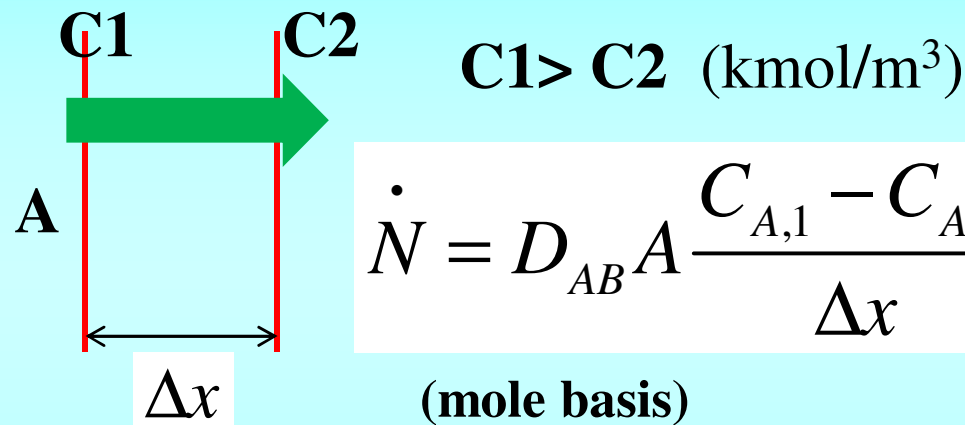 C1 C2
C1> C2 (kmol/m³)
A
Ṅ = D_AB A (C_A,1 − C_A / Δx
Δx
(mole basis)